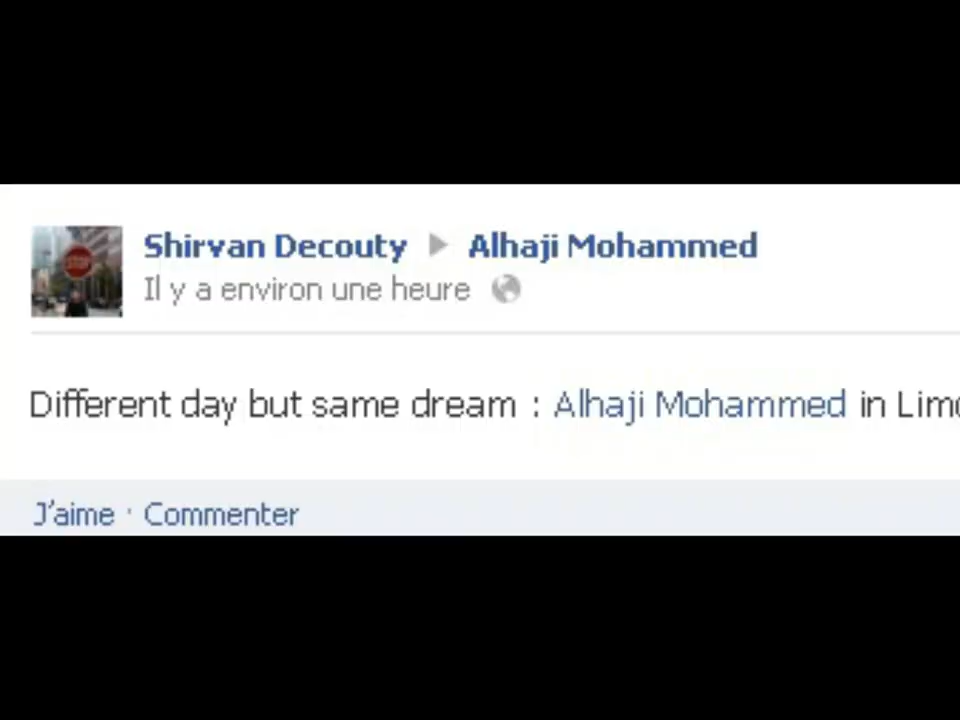 Shirvan Decouty ▶ Alhaji Mohammed
Il y a environ une heure
Different day but same dream : Alhaji Mohammed in
J'aime · Commenter